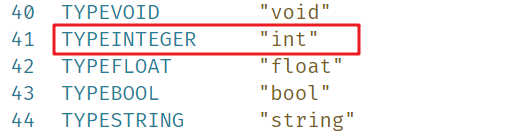 40 TYPEVOID "void"
41 TYPEINTEGER "int"
42 TYPEFLOAT "float"
43 TYPEBOOL "bool"
44 TYPESTRING "string"